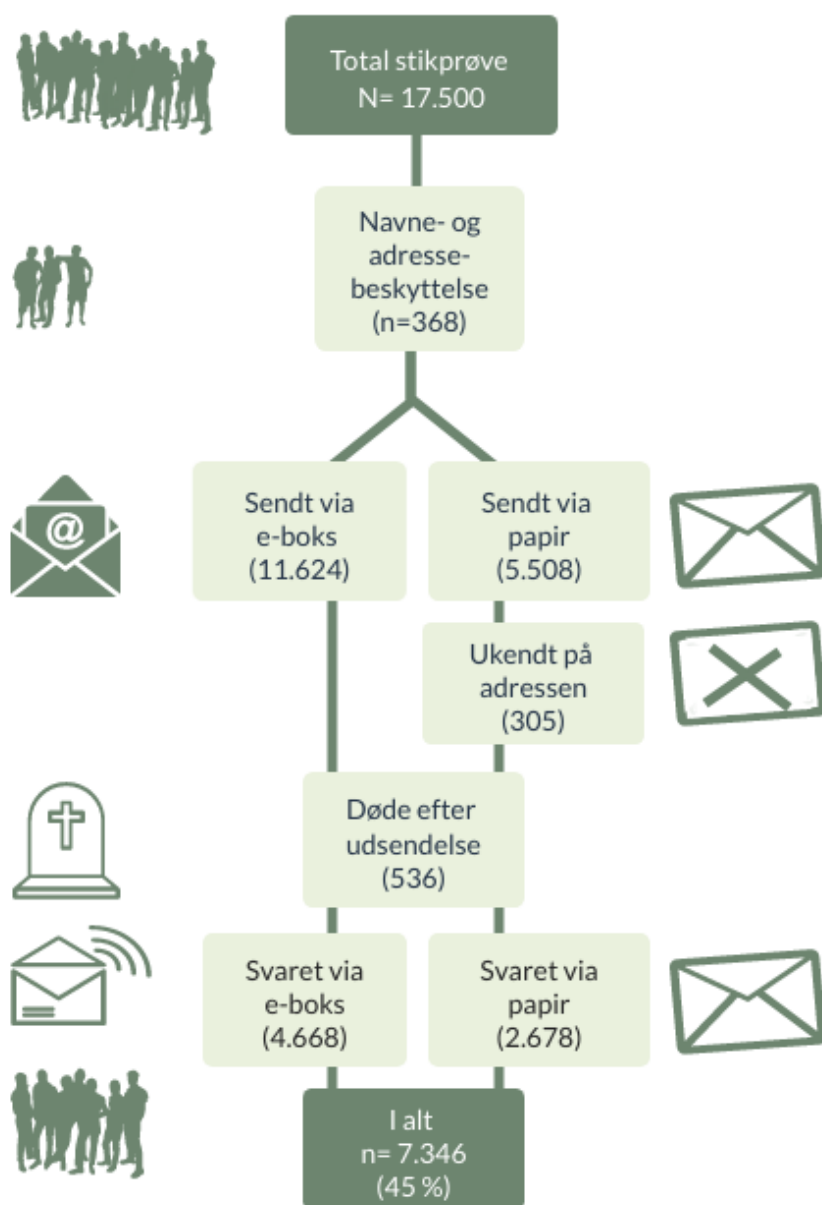 Total stikprøve
N= 17.500
Navne- og
adresse-
beskyttelse
(n=368)
Sendt via
e-boks
(11.624)
Sendt via
papir
(5.508)
@
Ukendt på
adressen
(305)
Døde efter
udsendelse
(536)
Svaret via
e-boks
(4.668)
Svaret via
papir
(2.678)
I alt
n= 7.346
(45 %)